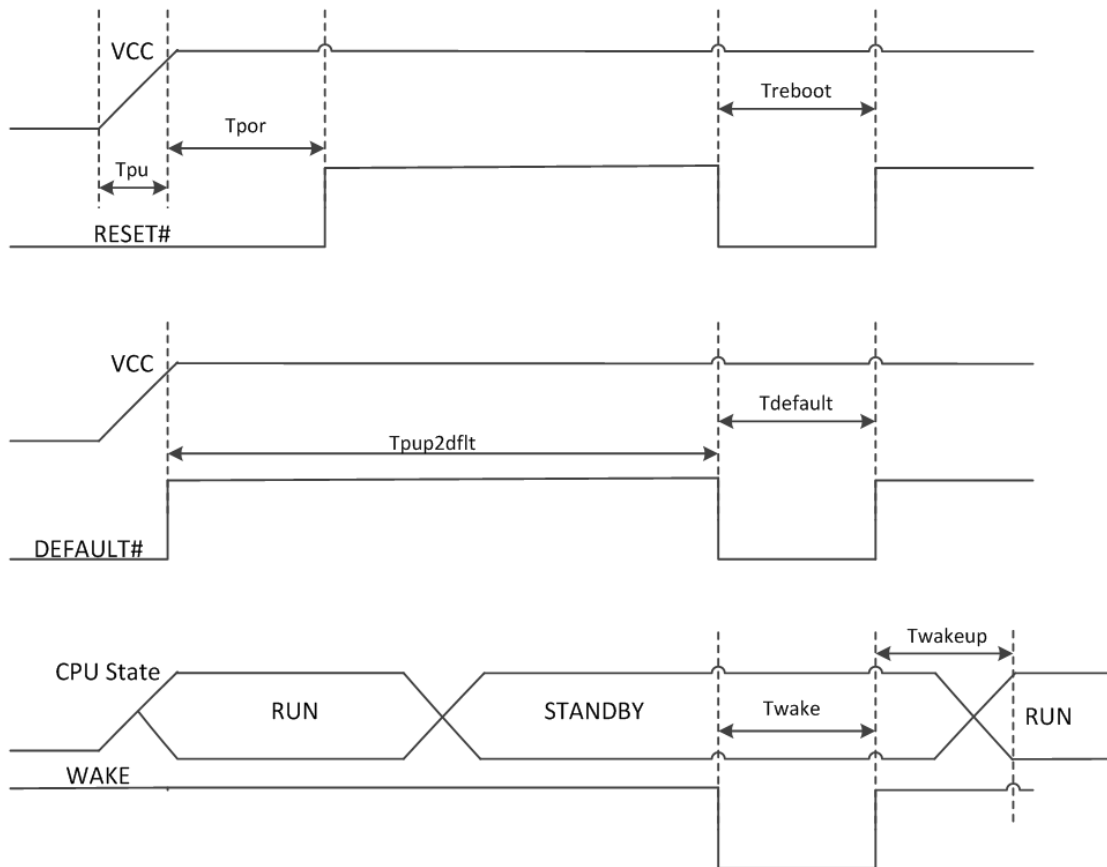 VCC
Treboot
Tpor
Tpu
RESET#
VCC
Tdefault
Tpup2dflt
DEFAULT#
Twakeup
CPU State
RUN
STANDBY
Twake
RUN
WAKE